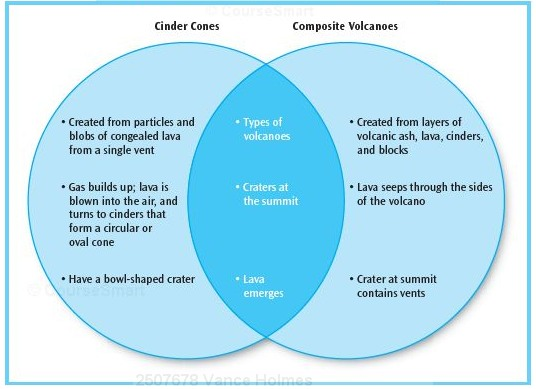 © CourseSmart
Cinder Cones
Composite Volcanoes
• Created from particles and
blobs of congealed lava
from a single vent
• Gas builds up; lava is
blown into the air, and
turns to cinders that
form a circular or
oval cone
• Have a bowl-shaped crater
• Types of
volcanoes
• Craters at
the summit
• Lava
emerges
• Created from layers of
volcanic ash, lava, cinders,
and blocks
• Lava seeps through the sides
of the volcano
• Crater at summit
contains vents
© CourseSmart
2507678 Vance Holmes